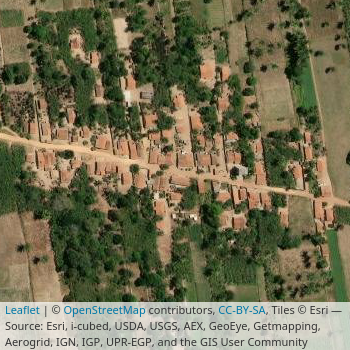 Leaflet | © OpenStreetMap contributors, CC-BY-SA, Tiles © Esri —
Source: Esri, i-cubed, USDA, USGS, AEX, GeoEye, Getmapping,
Aerogrid, IGN, IGP, UPR-EGP, and the GIS User Community